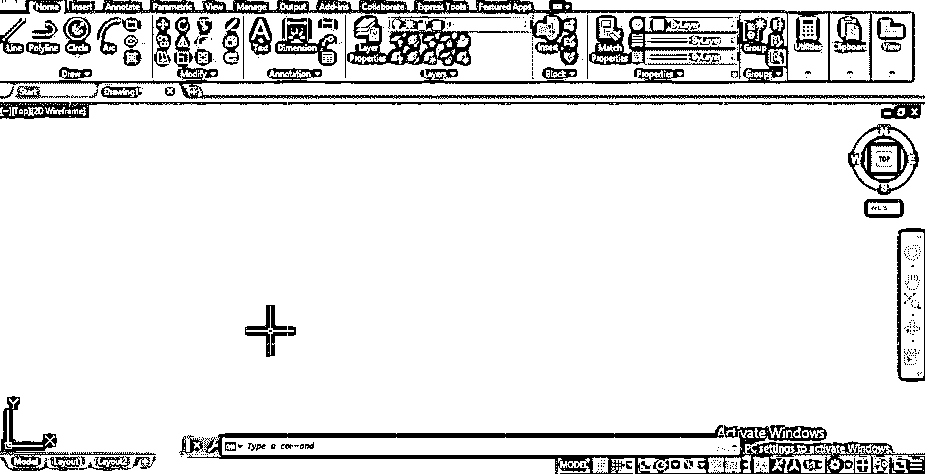 Home Insert Annotate Parametric View Manage Output Add-ins Collaborate Express Tools Featured Apps
Line Polyline Circle Arc Text Dimension Layer Properties Insert Match Properties ByLayer Group Utilities Clipboard View
ByLayer
ByLayer
Draw Modify Annotation Layers Block Properties Groups
Start Drawing1*
[-][Top][2D Wireframe]
N
W TOP E
S
WCS
Y
X
Type a command
Activate Windows
PC settings to activate Windows.
Model Layout1 Layout2 +
MODEL